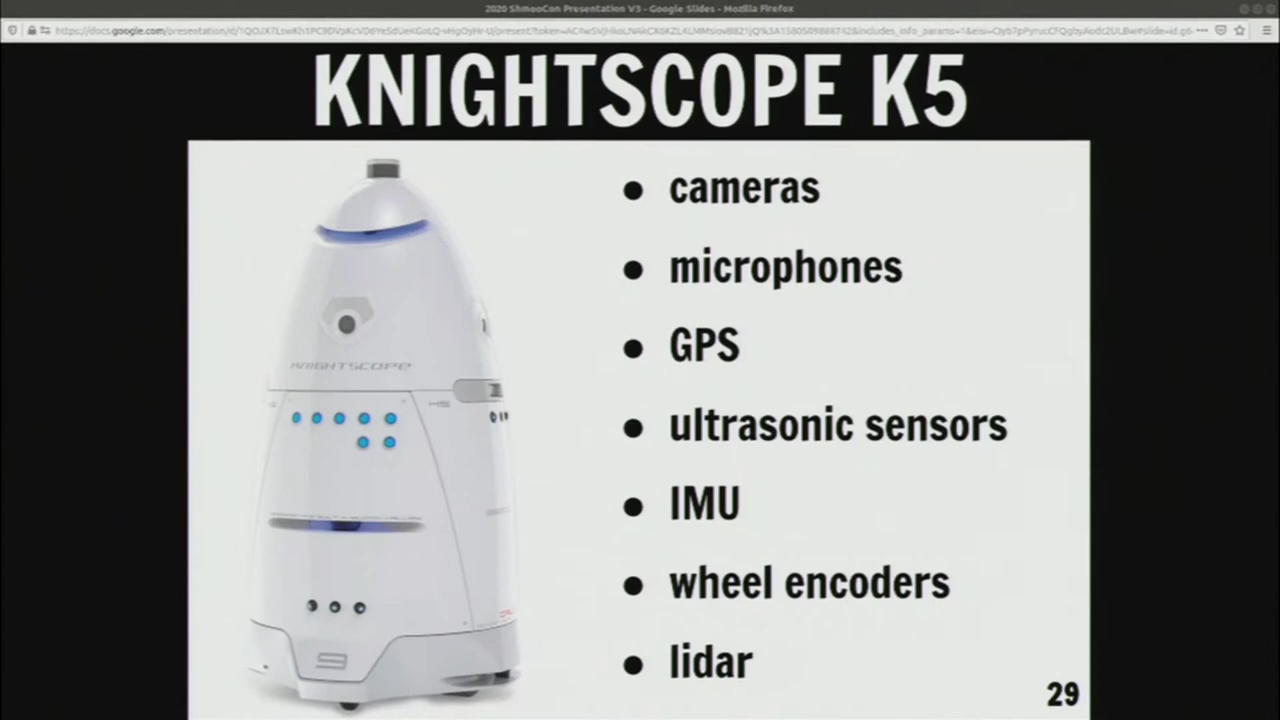 2020 ShmooCon Presentation V3 - Google Slides - Mozilla Firefox
KNIGHTSCOPE K5
• cameras
• microphones
• GPS
• ultrasonic sensors
• IMU
• wheel encoders
• lidar
KNIGHTSCOPE
9
29